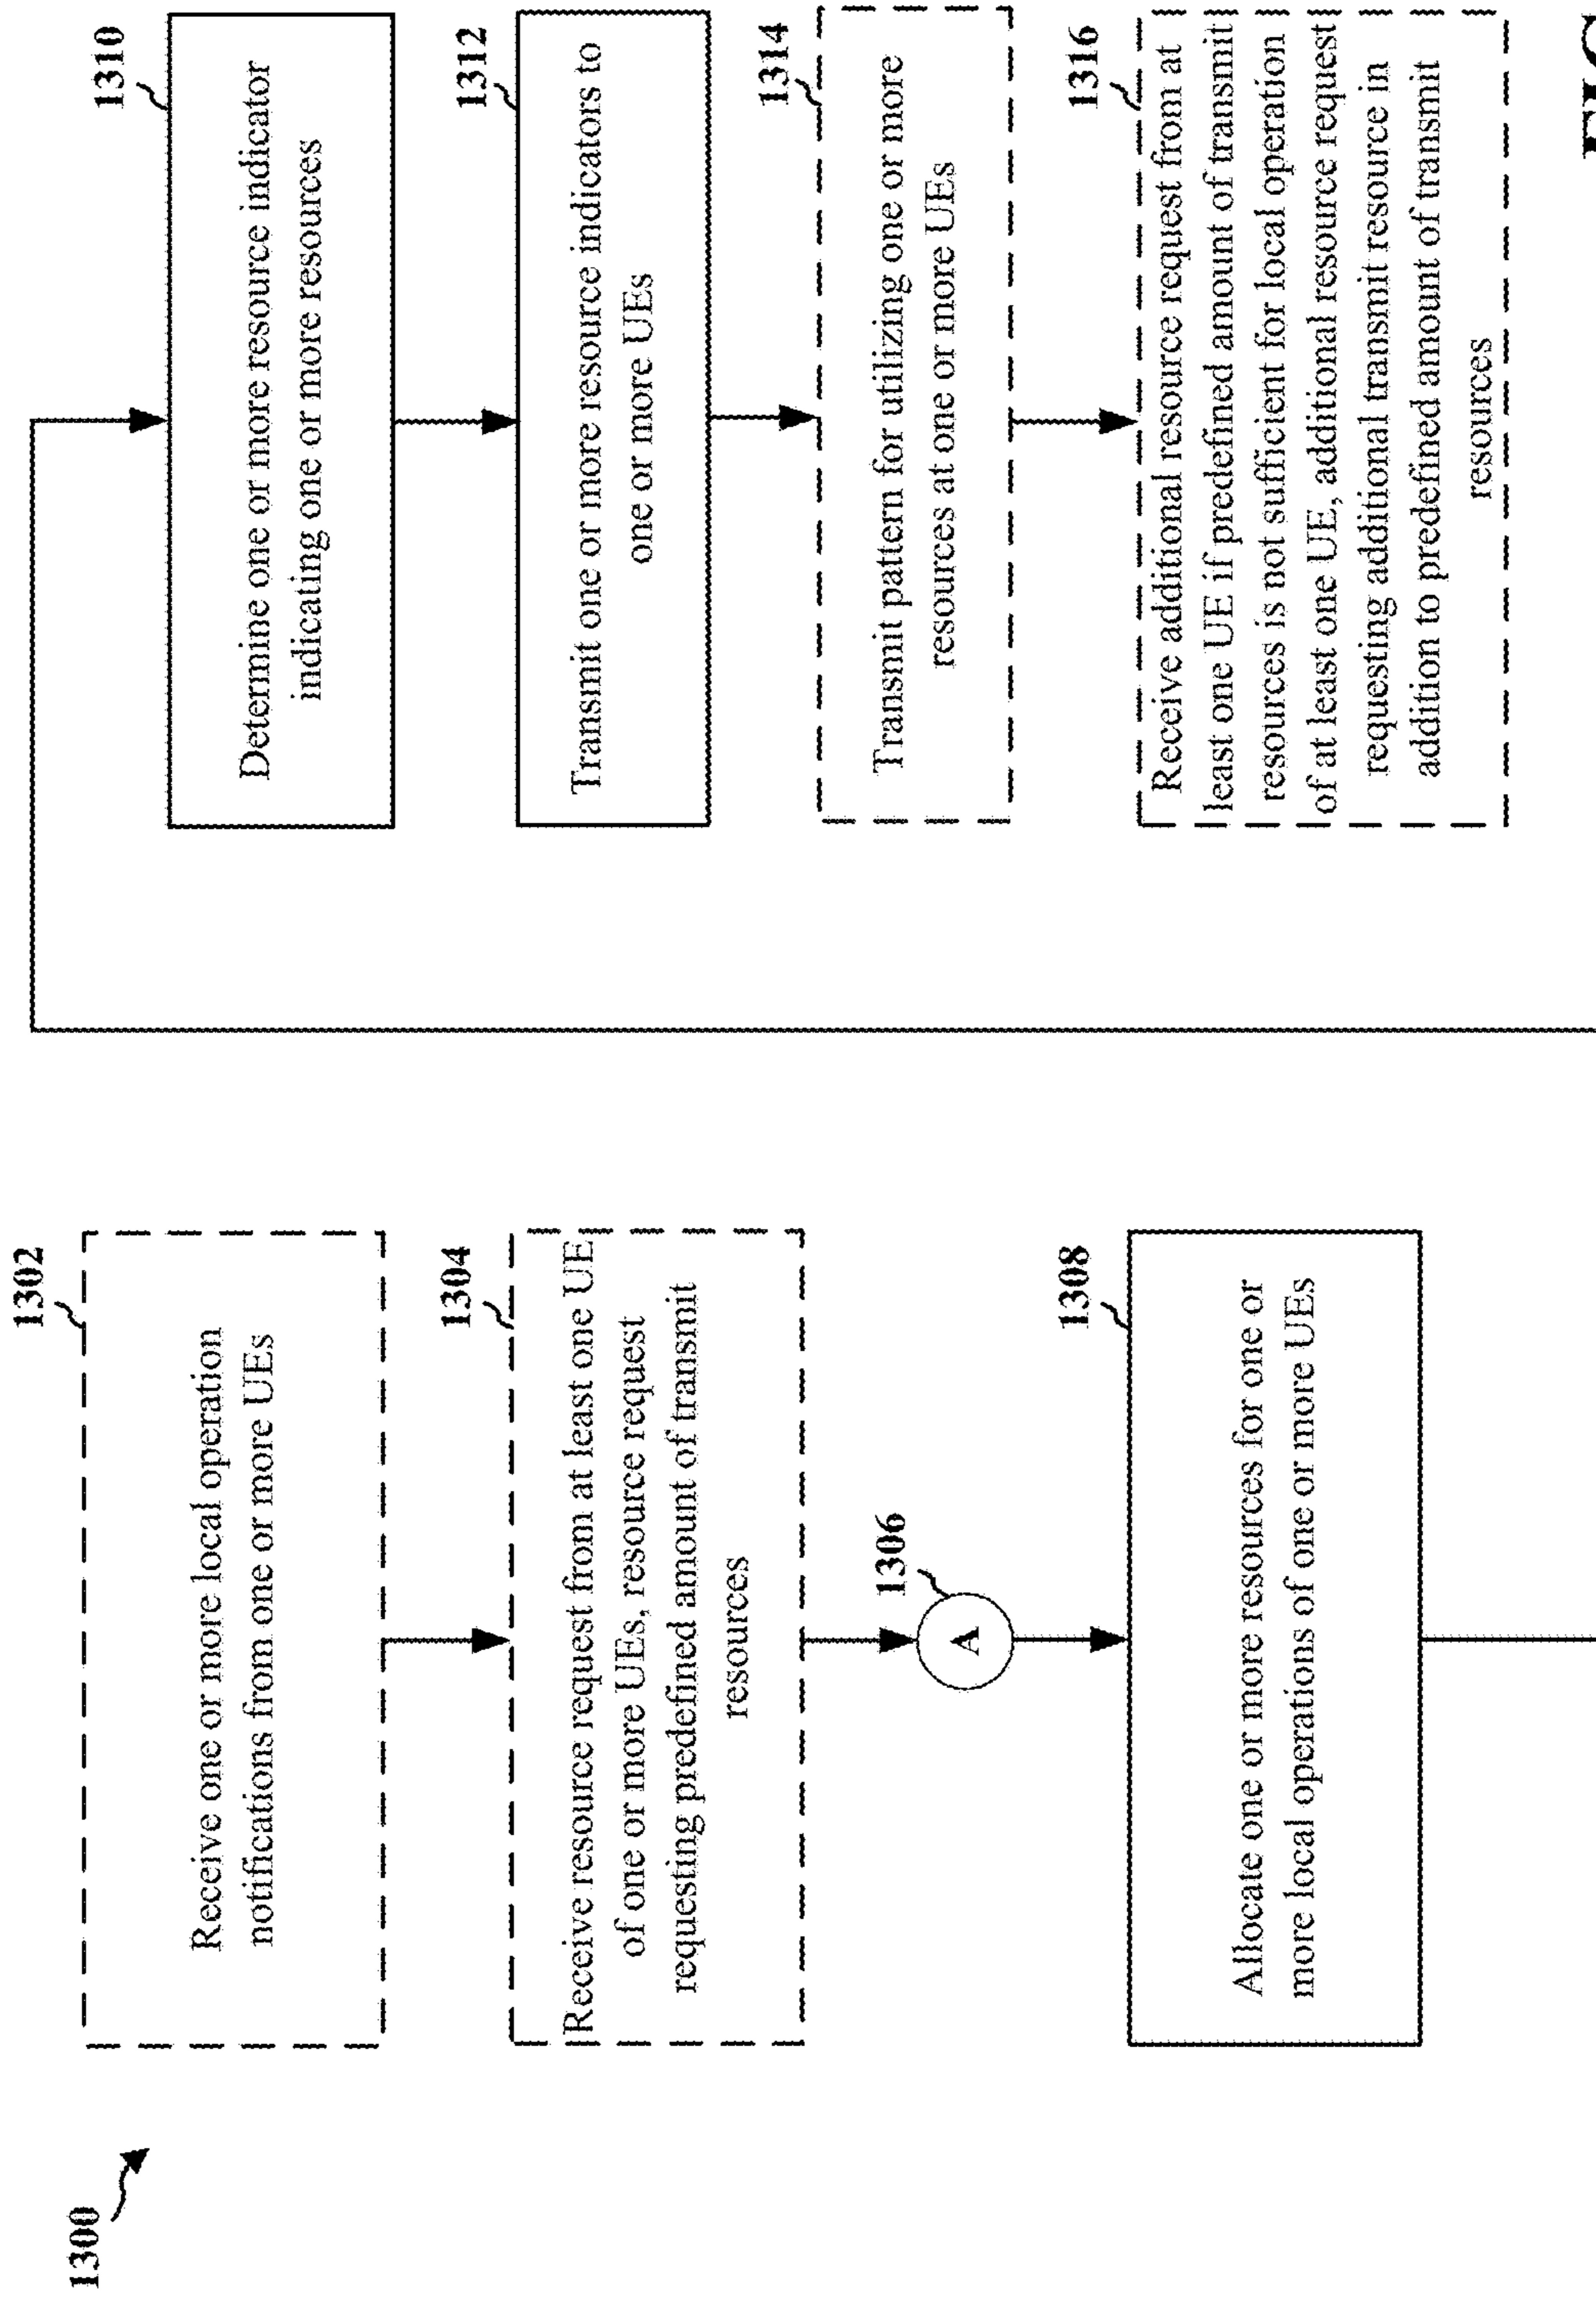 1300
1302
Receive one or more local operation
notifications from one or more UEs
1304
Receive resource request from at least one UE
of one or more UEs, resource request
requesting predefined amount of transmit
resources
1306
A
1308
Allocate one or more resources for one or
more local operations of one or more UEs
1310
Determine one or more resource indicator
indicating one or more resources
1312
Transmit one or more resource indicators to
one or more UEs
1314
Transmit pattern for utilizing one or more
resources at one or more UEs
1316
Receive additional resource request from at
least one UE if predefined amount of transmit
resources is not sufficient for local operation
of at least one UE, additional resource request
requesting additional transmit resource in
addition to predefined amount of transmit
resources